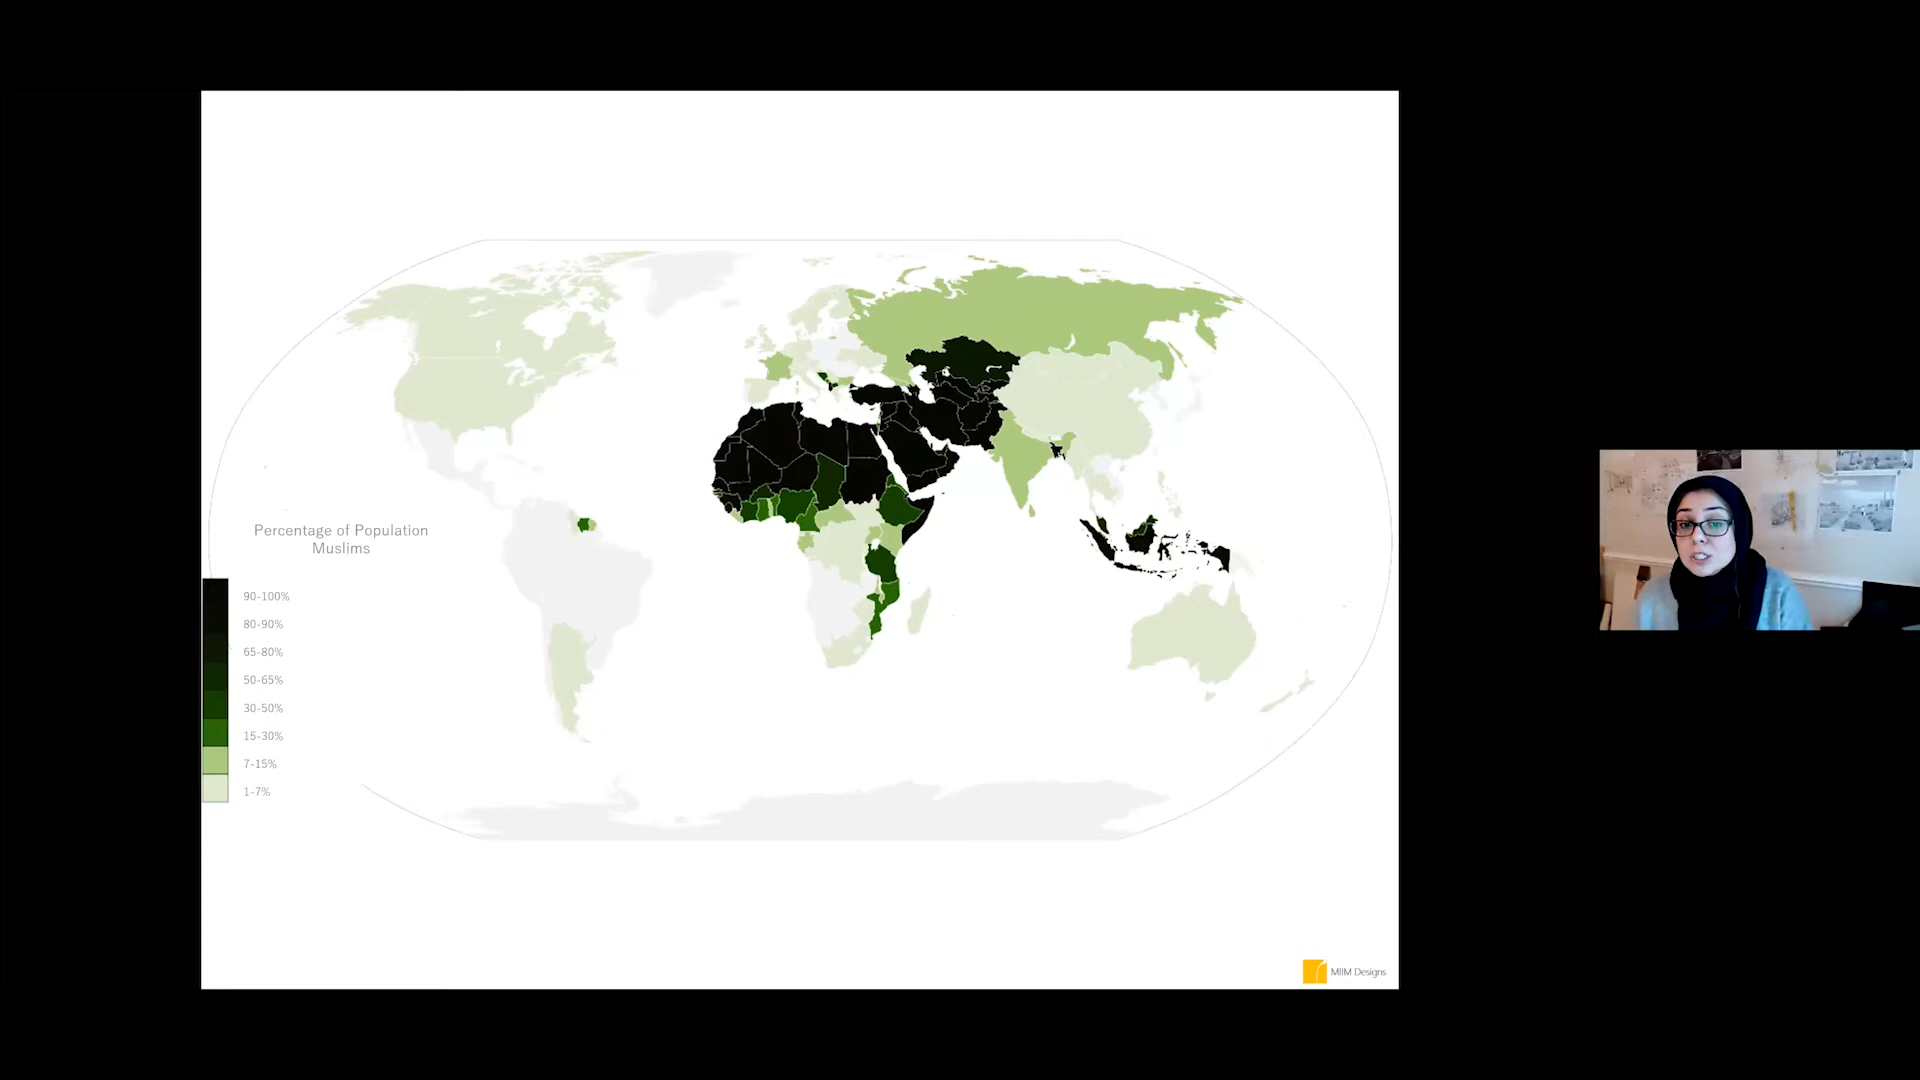 Percentage of Population
Muslims
90-100%
80-90%
65-80%
50-65%
30-50%
15-30%
7-15%
1-7%
MIIM Designs